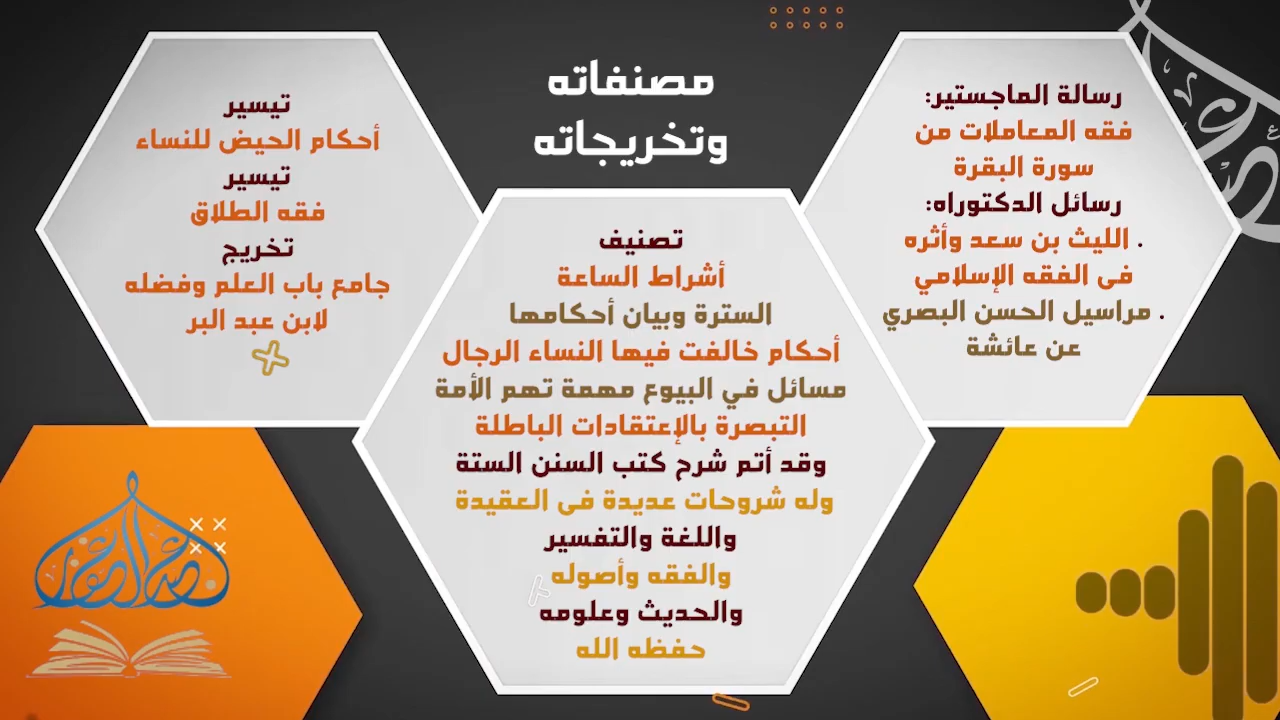 مصنفاته
وتخريجاته
رسالة الماجستير:
فقه المعاملات من
سورة البقرة
رسائل الدكتوراه:
. الليث بن سعد وأثره
فى الفقه الإسلامي
. مراسيل الحسن البصري
عن عائشة
تصنيف
أشراط الساعة
السترة وبيان أحكامها
أحكام خالفت فيها النساء الرجال
مسائل في البيوع مهمة تهم الأمة
التبصرة بالإعتقادات الباطلة
وقد أتم شرح كتب السنن الستة
وله شروحات عديدة فى العقيدة
واللغة والتفسير
والفقه وأصوله
والحديث وعلومه
حفظه الله
تيسير
أحكام الحيض للنساء
تيسير
فقه الطلاق
تخريج
جامع باب العلم وفضله
لابن عبد البر